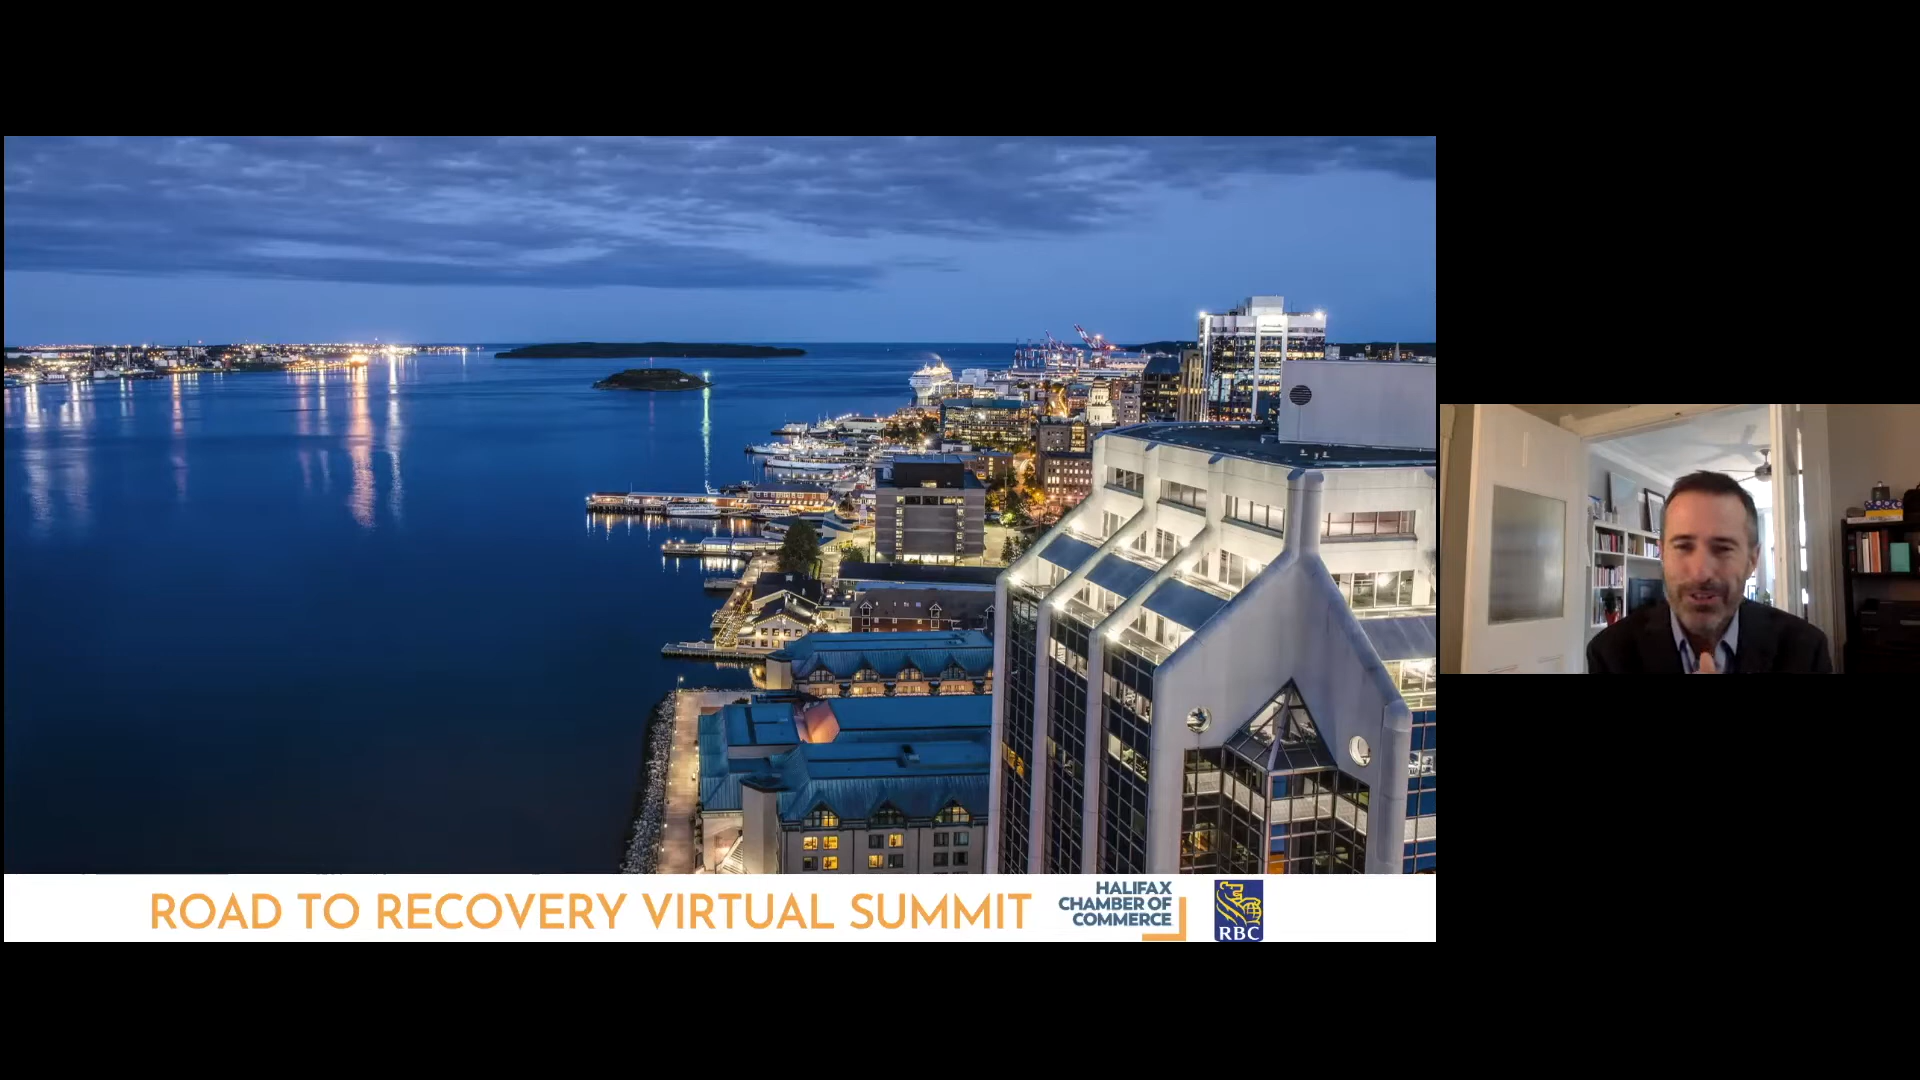 ROAD TO RECOVERY VIRTUAL SUMMIT
HALIFAX
CHAMBER OF
COMMERCE
RBC